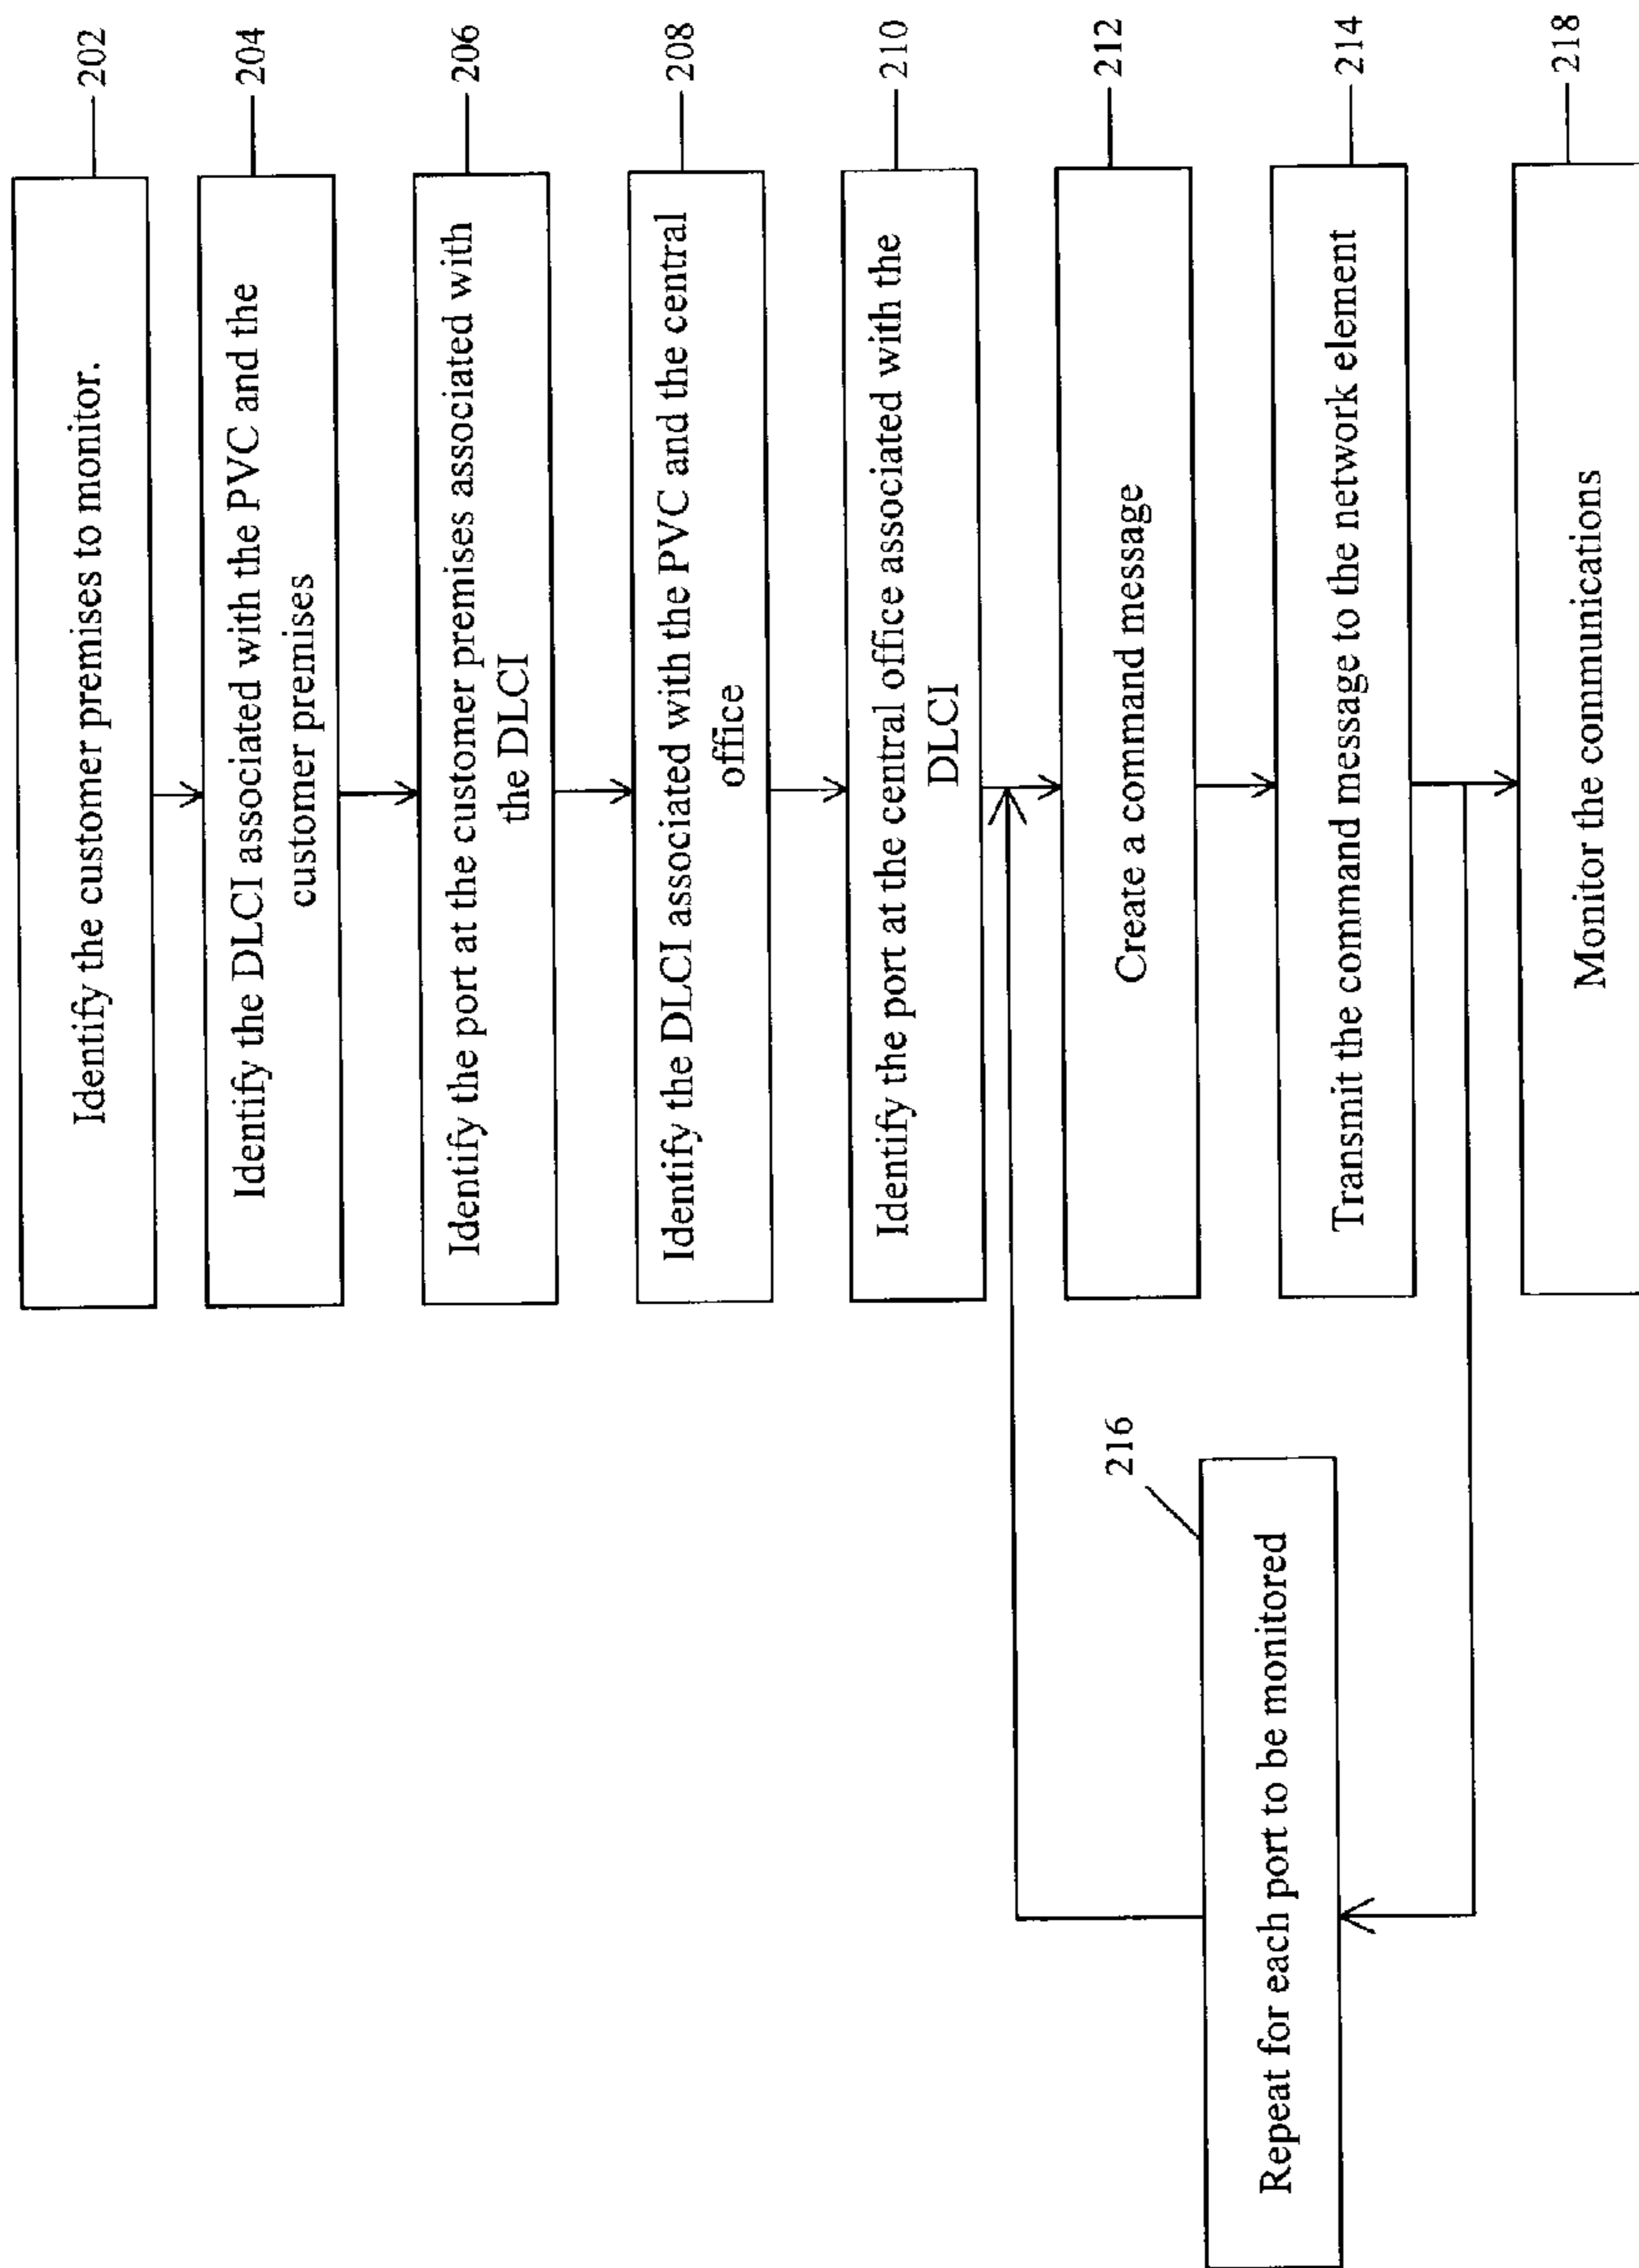 Identify the customer premises to monitor.
202
Identify the DLCI associated with the PVC and the
customer premises
204
Identify the port at the customer premises associated with
the DLCI
206
Identify the DLCI associated with the PVC and the central
office
208
Identify the port at the central office associated with the
DLCI
210
Create a command message
212
Transmit the command message to the network element
214
Repeat for each port to be monitored
216
Monitor the communications
218